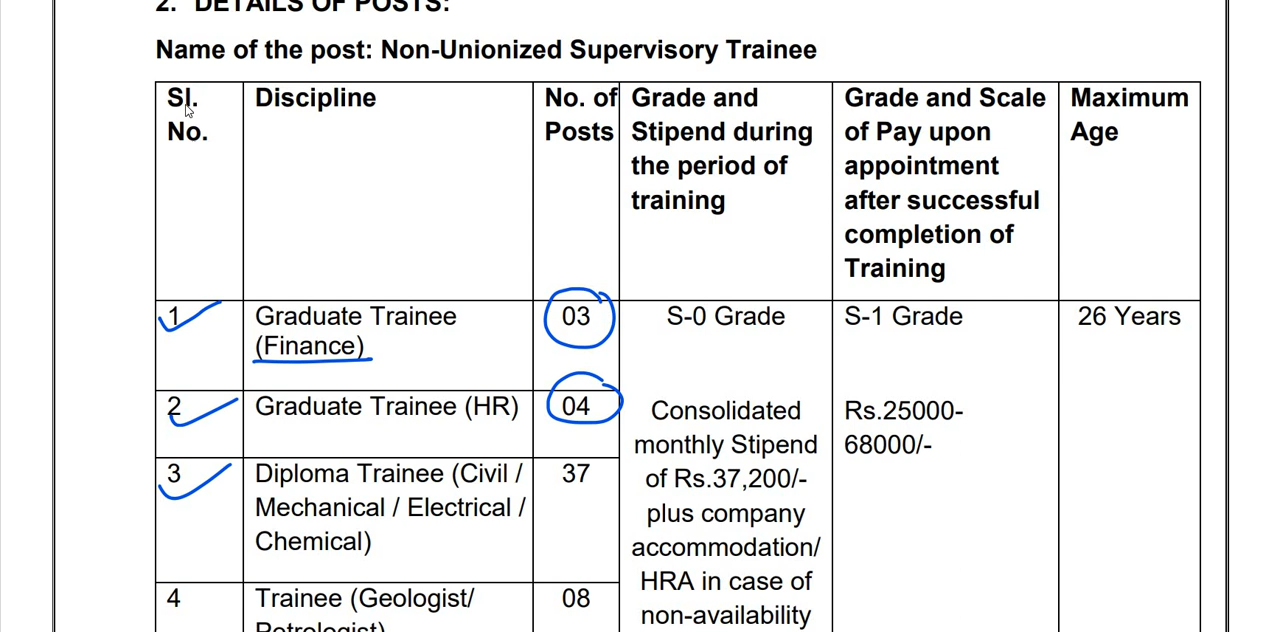 2. DETAILS OF POSTS:
Name of the post: Non-Unionized Supervisory Trainee
Sl.
No.
Discipline
No. of
Posts
Grade and
Stipend during
the period of
training
Grade and Scale
of Pay upon
appointment
after successful
completion of
Training
Maximum
Age
1
Graduate Trainee
(Finance)
03
S-0 Grade
S-1 Grade
26 Years
2
Graduate Trainee (HR)
04
Consolidated
monthly Stipend
of Rs.37,200/-
plus company
accommodation/
HRA in case of
non-availability
Rs.25000-
68000/-
3
Diploma Trainee (Civil /
Mechanical / Electrical /
Chemical)
37
4
Trainee (Geologist/
Petrologist)
08